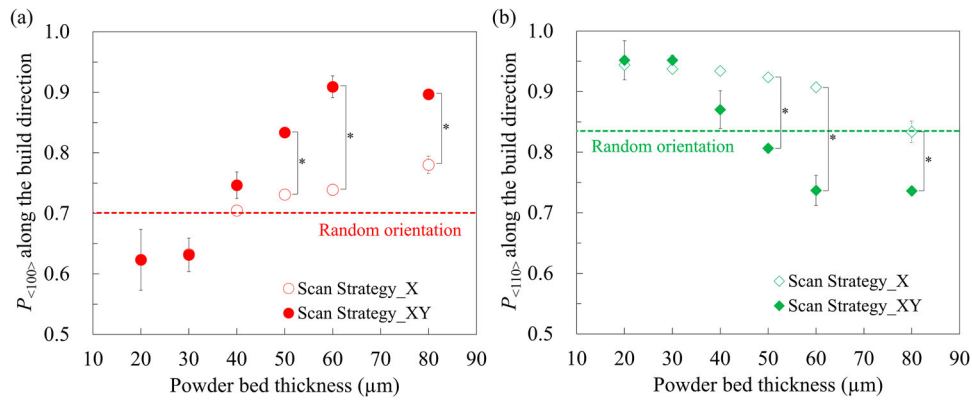 (a)
P<100> along the build direction
1.0
0.9
0.8
0.7
0.6
0.5
*
*
*
Random orientation
Scan Strategy_X
Scan Strategy_XY
10 20 30 40 50 60 70 80 90
Powder bed thickness (µm)
(b)
P<110> along the build direction
1.0
0.9
0.8
0.7
0.6
0.5
*
*
*
Random orientation
Scan Strategy_X
Scan Strategy_XY
10 20 30 40 50 60 70 80 90
Powder bed thickness (µm)